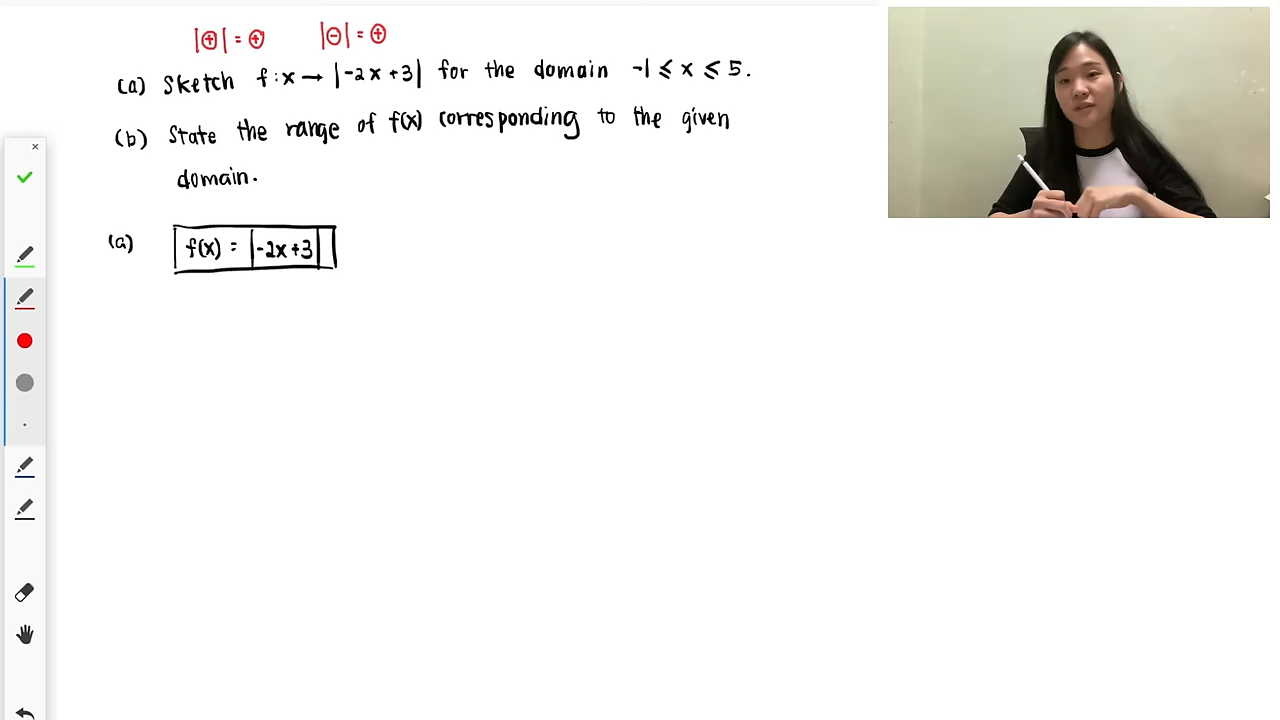 |⊕| = ⊕ |⊖| = ⊕
(a) Sketch f : x → |-2x + 3| for the domain -1 ≤ x ≤ 5.
(b) State the range of f(x) corresponding to the given
domain.
(a) f(x) = |-2x + 3|